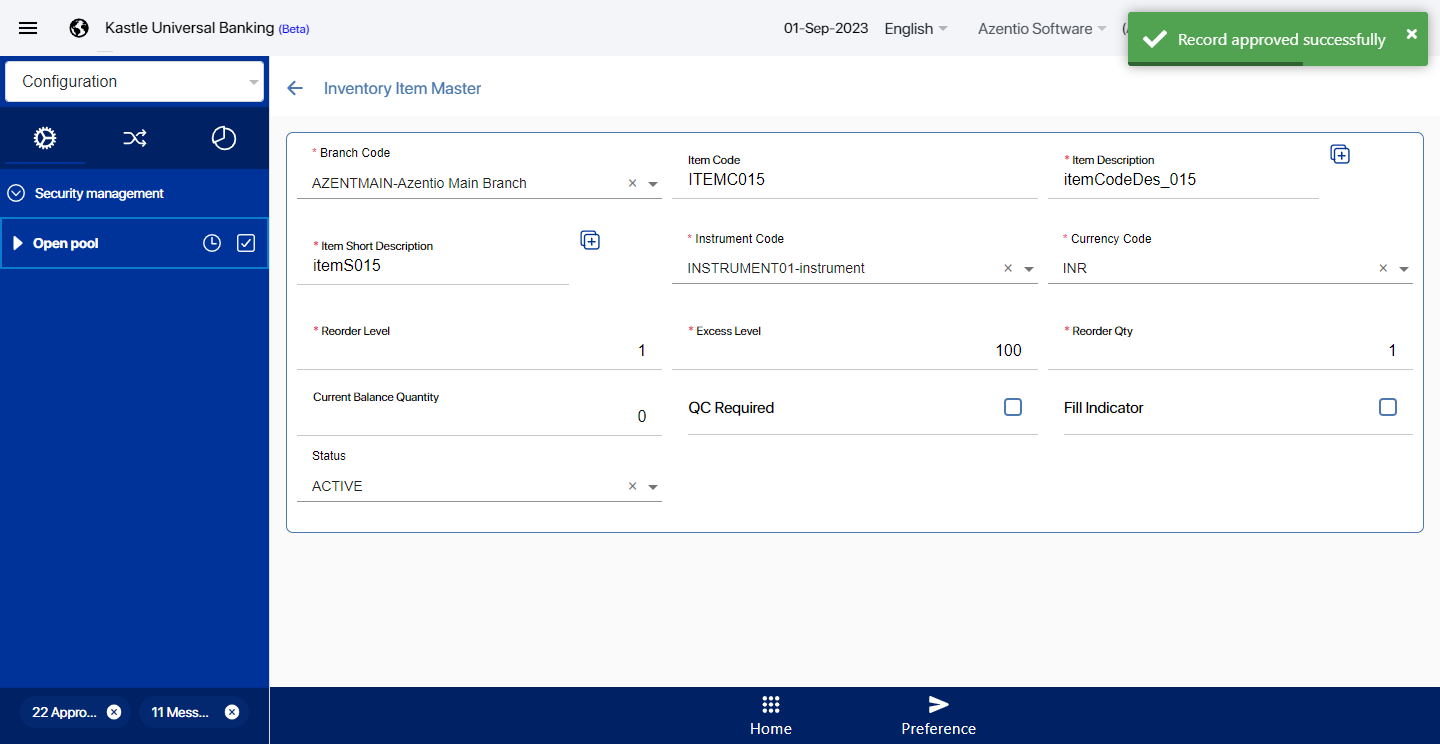 Kastle Universal Banking (Beta)
01-Sep-2023 English Azentio Software
Record approved successfully
Configuration
Inventory Item Master
Security management
Open pool
* Branch Code
AZENTMAIN-Azentio Main Branch
Item Code
ITEMC015
* Item Description
itemCodeDes_015
* Item Short Description
itemS015
* Instrument Code
INSTRUMENT01-instrument
* Currency Code
INR
* Reorder Level
1
* Excess Level
100
* Reorder Qty
1
Current Balance Quantity
0
QC Required
Fill Indicator
Status
ACTIVE
22 Appro...
11 Mess...
Home
Preference